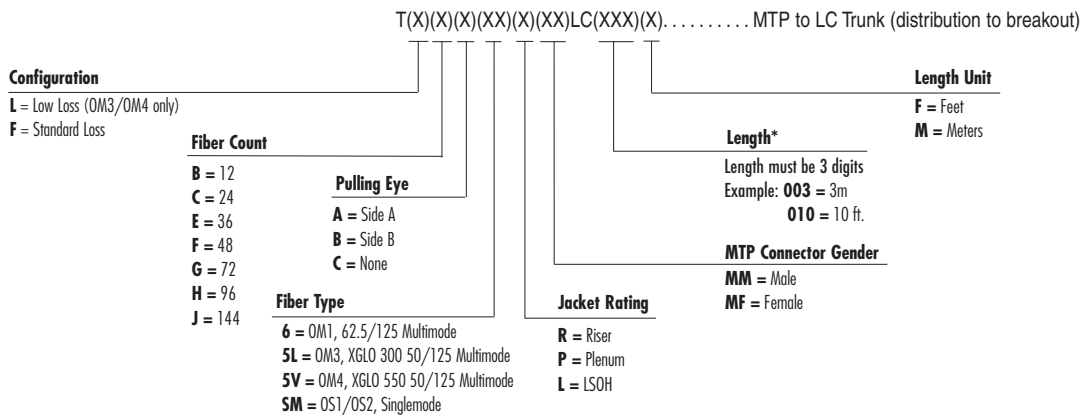 T(X)(X)(X)(XX)(X)(XX)LC(XXX)(X). . . . . . . . . . MTP to LC Trunk (distribution to breakout)
Configuration
L = Low Loss (OM3/OM4 only)
F = Standard Loss
Fiber Count
B = 12
C = 24
E = 36
F = 48
G = 72
H = 96
J = 144
Pulling Eye
A = Side A
B = Side B
C = None
Fiber Type
6 = OM1, 62.5/125 Multimode
5L = OM3, XGLO 300 50/125 Multimode
5V = OM4, XGLO 550 50/125 Multimode
SM = OS1/OS2, Singlemode
Jacket Rating
R = Riser
P = Plenum
L = LSOH
MTP Connector Gender
MM = Male
MF = Female
Length*
Length must be 3 digits
Example: 003 = 3m
010 = 10 ft.
Length Unit
F = Feet
M = Meters